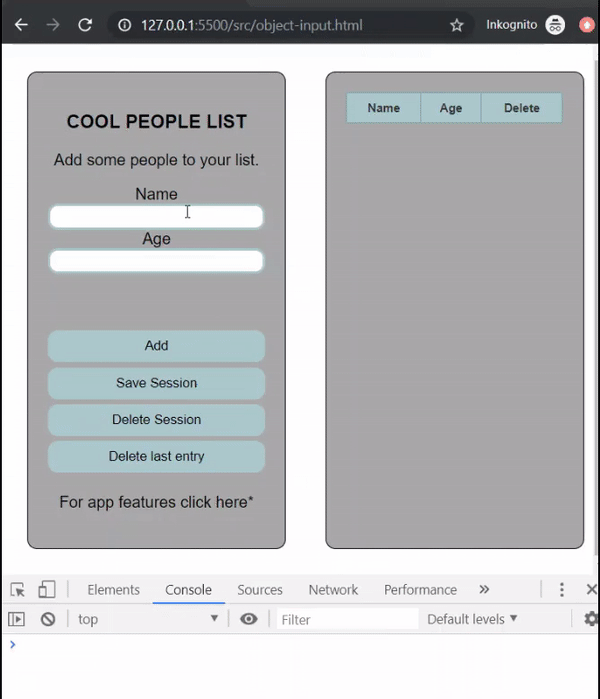 127.0.0.1:5500/src/object-input.html
Inkognito
COOL PEOPLE LIST
Add some people to your list.
Name
Age
Add
Save Session
Delete Session
Delete last entry
For app features click here*
Name Age Delete
Elements Console Sources Network Performance »
top Filter Default levels